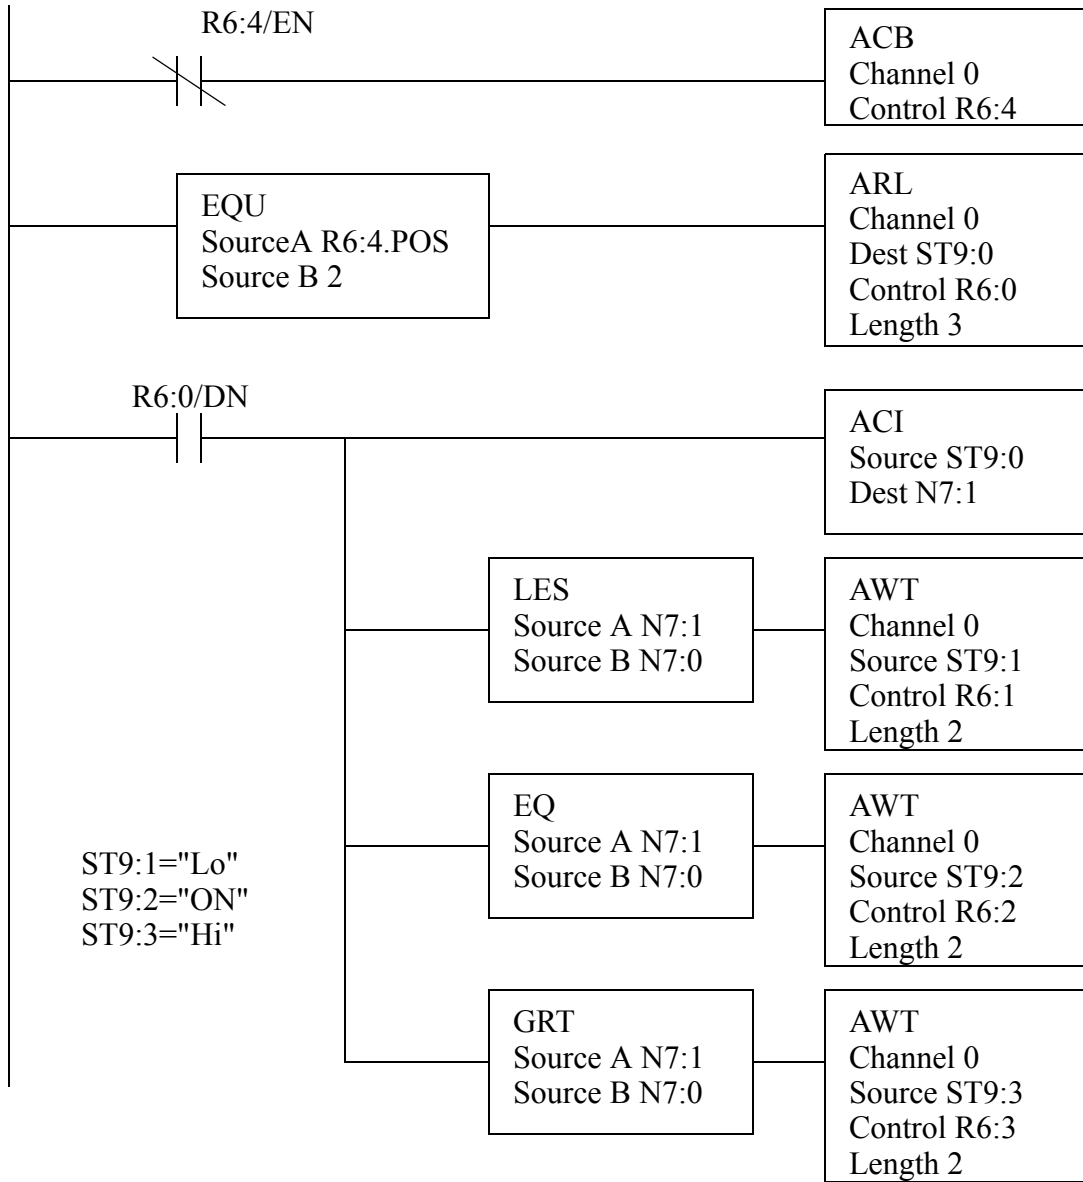 R6:4/EN
ACB
Channel 0
Control R6:4
EQU
SourceA R6:4.POS
Source B 2
ARL
Channel 0
Dest ST9:0
Control R6:0
Length 3
R6:0/DN
ACI
Source ST9:0
Dest N7:1
LES
Source A N7:1
Source B N7:0
AWT
Channel 0
Source ST9:1
Control R6:1
Length 2
EQ
Source A N7:1
Source B N7:0
AWT
Channel 0
Source ST9:2
Control R6:2
Length 2
ST9:1="Lo"
ST9:2="ON"
ST9:3="Hi"
GRT
Source A N7:1
Source B N7:0
AWT
Channel 0
Source ST9:3
Control R6:3
Length 2